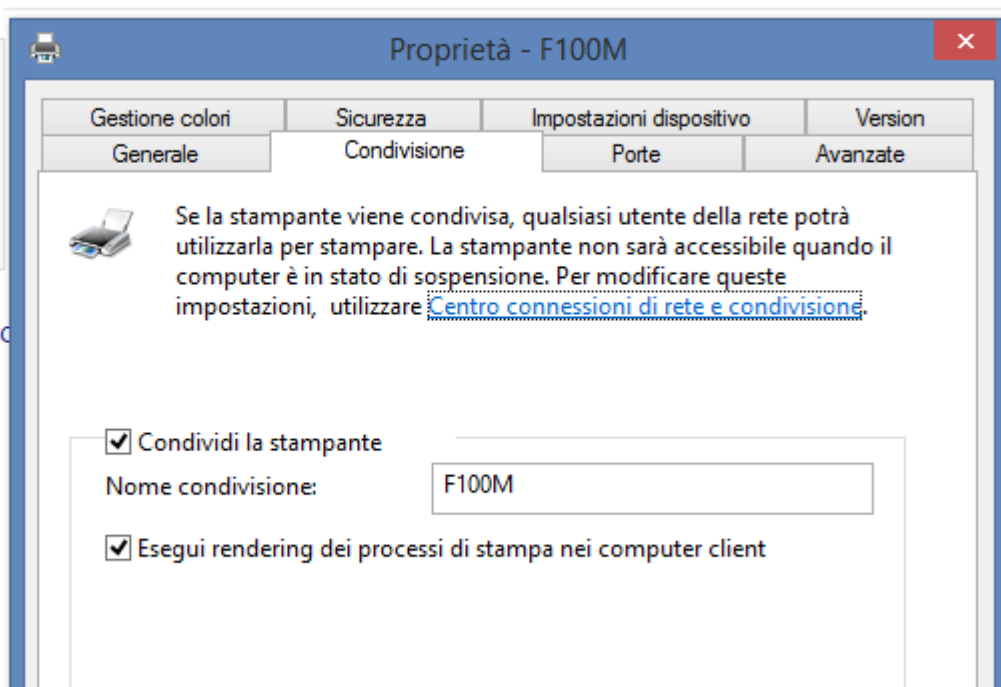 Proprietà - F100M
Gestione colori Sicurezza Impostazioni dispositivo Version
Generale Condivisione Porte Avanzate
Se la stampante viene condivisa, qualsiasi utente della rete potrà
utilizzarla per stampare. La stampante non sarà accessibile quando il
computer è in stato di sospensione. Per modificare queste
impostazioni, utilizzare Centro connessioni di rete e condivisione.
Condividi la stampante
Nome condivisione: F100M
Esegui rendering dei processi di stampa nei computer client